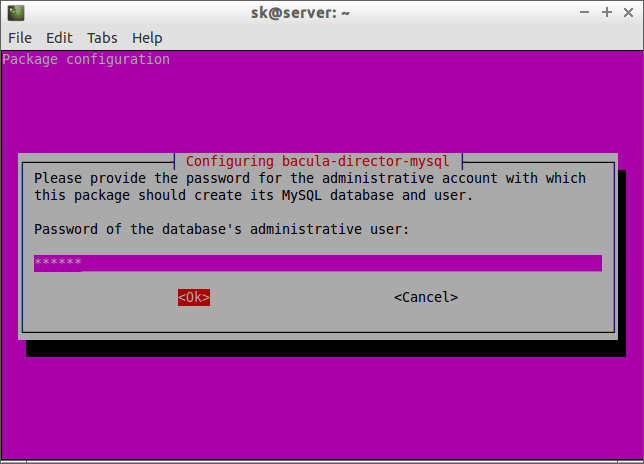 sk@server: ~
File Edit Tabs Help
Package configuration
Configuring bacula-director-mysql
Please provide the password for the administrative account with which
this package should create its MySQL database and user.
Password of the database's administrative user:
******
<Ok> <Cancel>